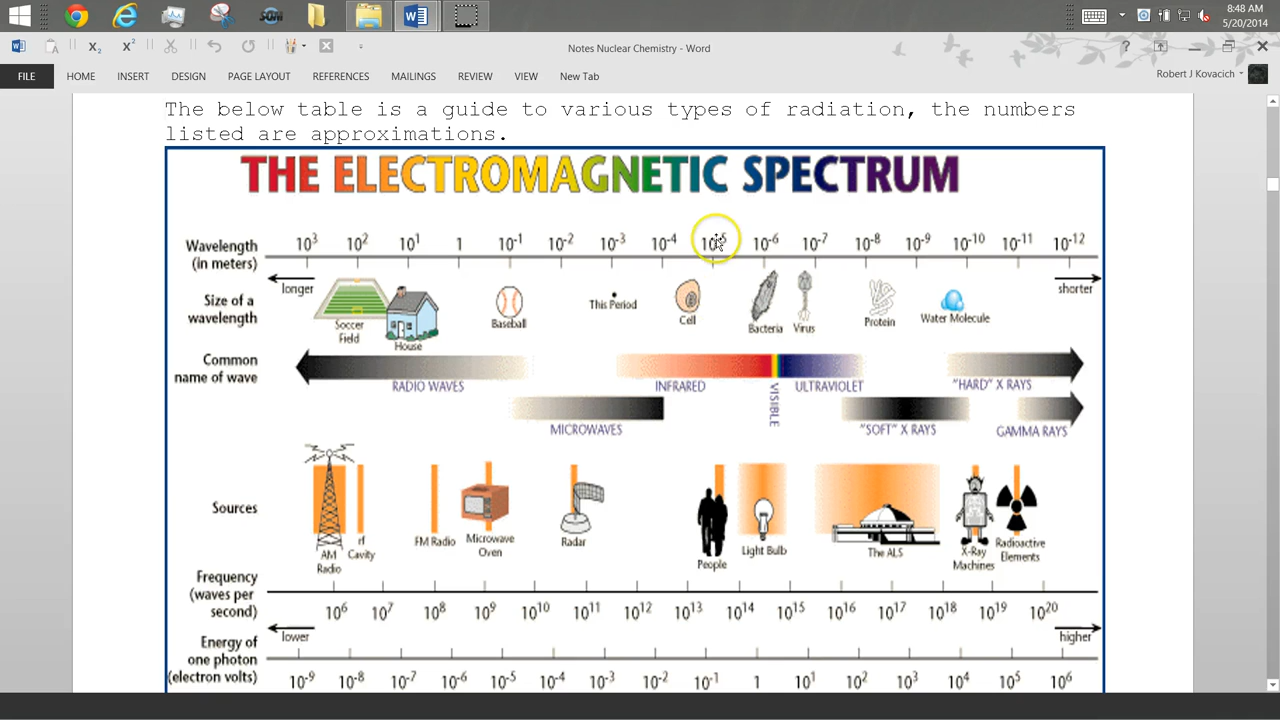 8:48 AM
5/20/2014
Notes Nuclear Chemistry - Word
FILE HOME INSERT DESIGN PAGE LAYOUT REFERENCES MAILINGS REVIEW VIEW New Tab
Robert J Kovacich
The below table is a guide to various types of radiation, the numbers
listed are approximations.
THE ELECTROMAGNETIC SPECTRUM
Wavelength
(in meters)
10³ 10² 10¹ 1 10⁻¹ 10⁻² 10⁻³ 10⁻⁴ 10⁻⁵ 10⁻⁶ 10⁻⁷ 10⁻⁸ 10⁻⁹ 10⁻¹⁰ 10⁻¹¹ 10⁻¹²
longer
shorter
Size of a
wavelength
Soccer
Field
House
Baseball
This Period
Cell
Bacteria
Virus
Protein
Water Molecule
Common
name of wave
RADIO WAVES
INFRARED
VISIBLE
ULTRAVIOLET
"HARD" X RAYS
MICROWAVES
"SOFT" X RAYS
GAMMA RAYS
Sources
AM
Radio
rf
Cavity
FM Radio
Microwave
Oven
Radar
People
Light Bulb
The ALS
X-Ray
Machines
Radioactive
Elements
Frequency
(waves per
second)
10⁶ 10⁷ 10⁸ 10⁹ 10¹⁰ 10¹¹ 10¹² 10¹³ 10¹⁴ 10¹⁵ 10¹⁶ 10¹⁷ 10¹⁸ 10¹⁹ 10²⁰
lower
higher
Energy of
one photon
(electron volts)
10⁻⁹ 10⁻⁸ 10⁻⁷ 10⁻⁶ 10⁻⁵ 10⁻⁴ 10⁻³ 10⁻² 10⁻¹ 1 10¹ 10² 10³ 10⁴ 10⁵ 10⁶